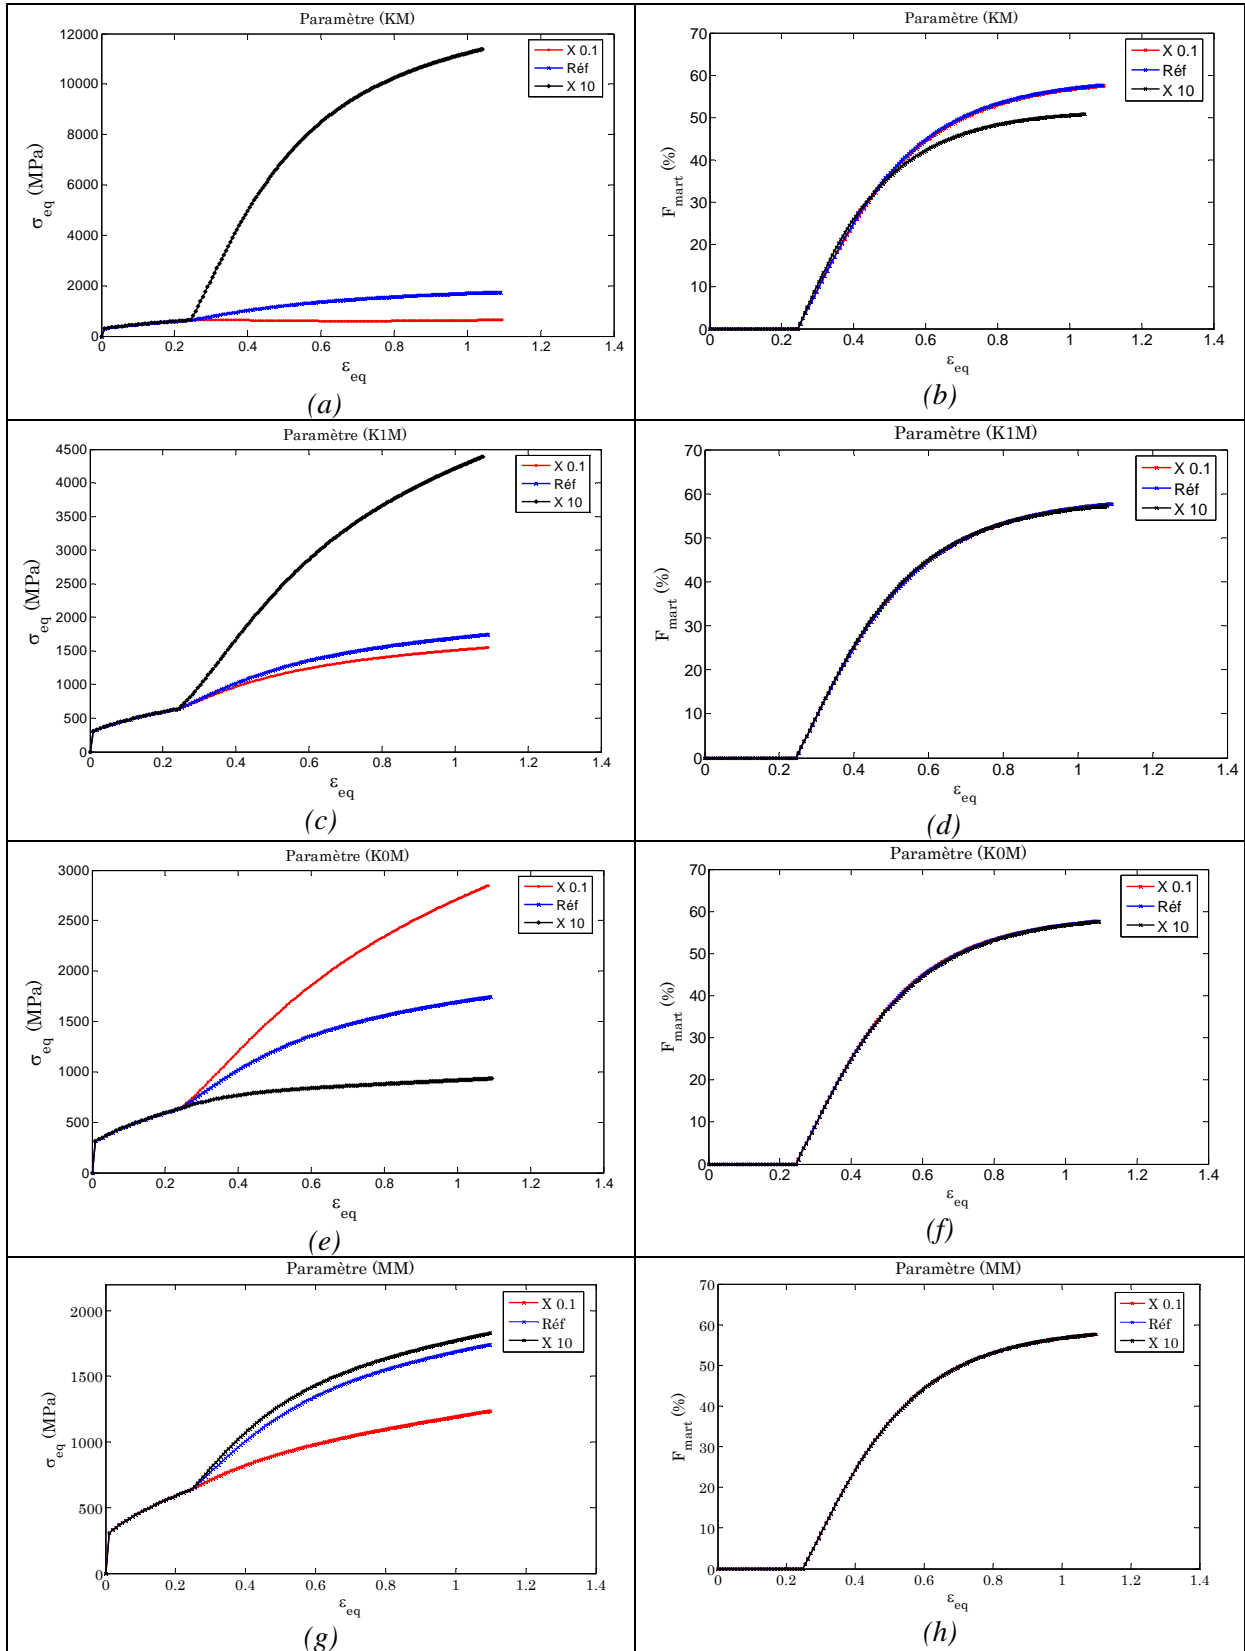 Paramètre (KM)
12000
10000
8000
6000
4000
2000
0
σeq (MPa)
X 0.1
Réf
X 10
0 0.2 0.4 0.6 0.8 1 1.2 1.4
εeq
(a)
Paramètre (KM)
70
60
50
40
30
20
10
0
Fmart (%)
X 0.1
Réf
X 10
0 0.2 0.4 0.6 0.8 1 1.2 1.4
εeq
(b)
Paramètre (K1M)
4500
4000
3500
3000
2500
2000
1500
1000
500
0
σeq (MPa)
X 0.1
Réf
X 10
0 0.2 0.4 0.6 0.8 1 1.2 1.4
εeq
(c)
Paramètre (K1M)
70
60
50
40
30
20
10
0
Fmart (%)
X 0.1
Réf
X 10
0 0.2 0.4 0.6 0.8 1 1.2 1.4
εeq
(d)
Paramètre (K0M)
3000
2500
2000
1500
1000
500
0
σeq (MPa)
X 0.1
Réf
X 10
0 0.2 0.4 0.6 0.8 1 1.2 1.4
εeq
(e)
Paramètre (K0M)
70
60
50
40
30
20
10
0
Fmart (%)
X 0.1
Réf
X 10
0 0.2 0.4 0.6 0.8 1 1.2 1.4
εeq
(f)
Paramètre (MM)
2000
1500
1000
500
0
σeq (MPa)
X 0.1
Réf
X 10
0 0.2 0.4 0.6 0.8 1 1.2 1.4
εeq
(g)
Paramètre (MM)
70
60
50
40
30
20
10
0
Fmart (%)
X 0.1
Réf
X 10
0 0.2 0.4 0.6 0.8 1 1.2 1.4
εeq
(h)